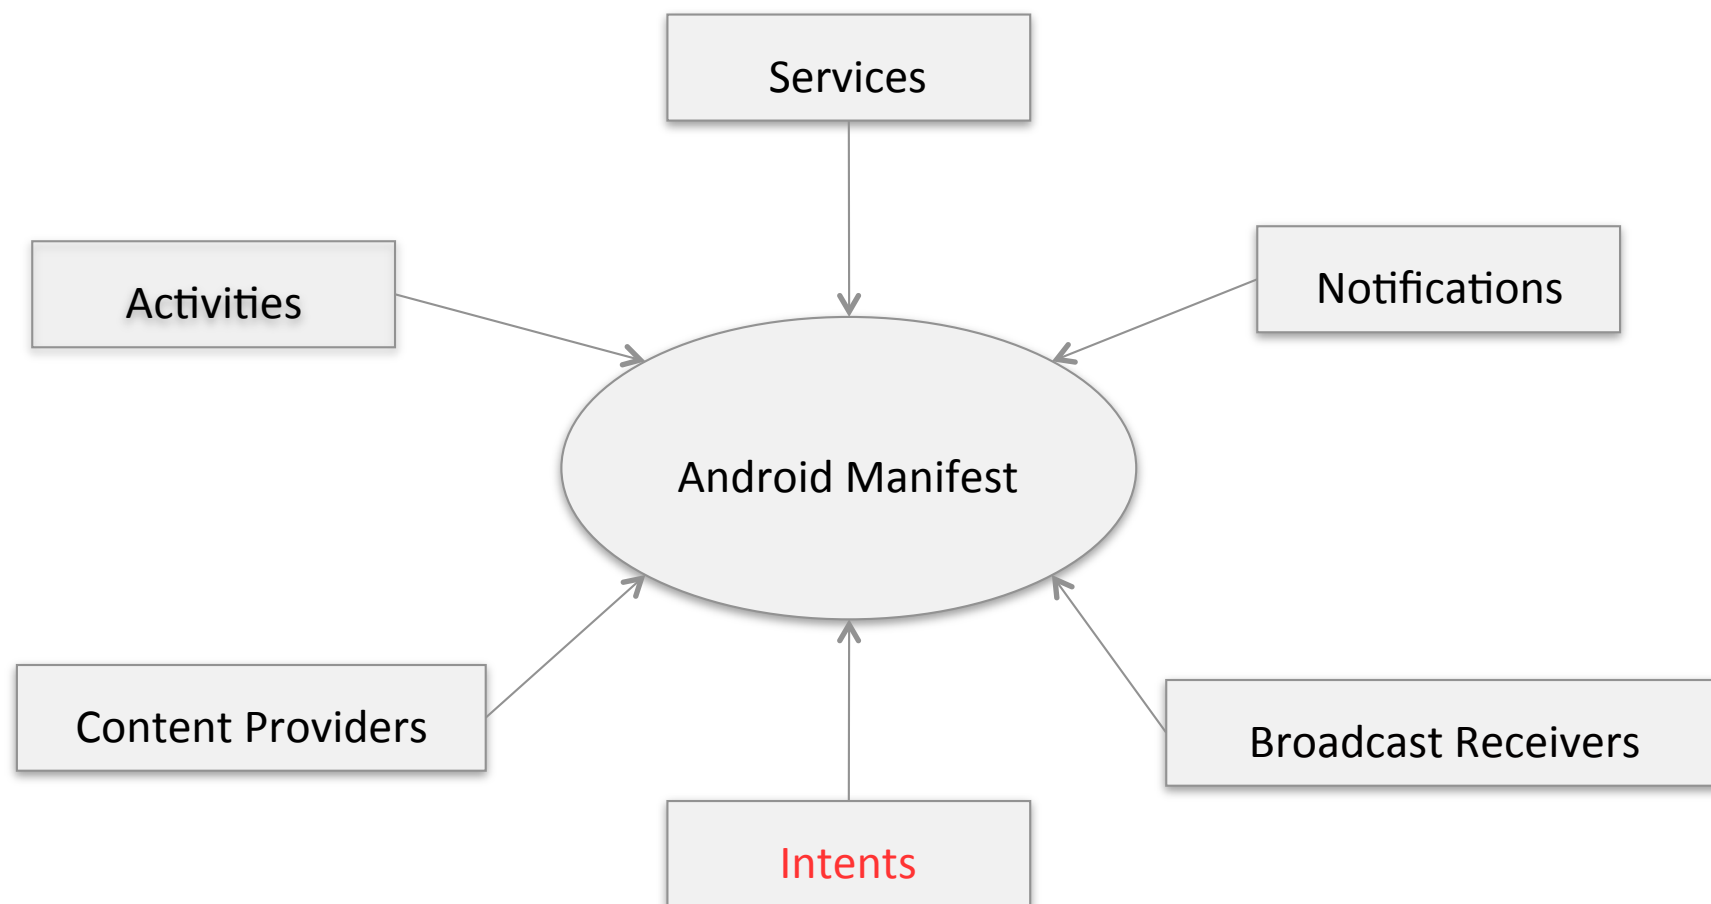 Services
Activities
Notifications
Android Manifest
Content Providers
Broadcast Receivers
Intents